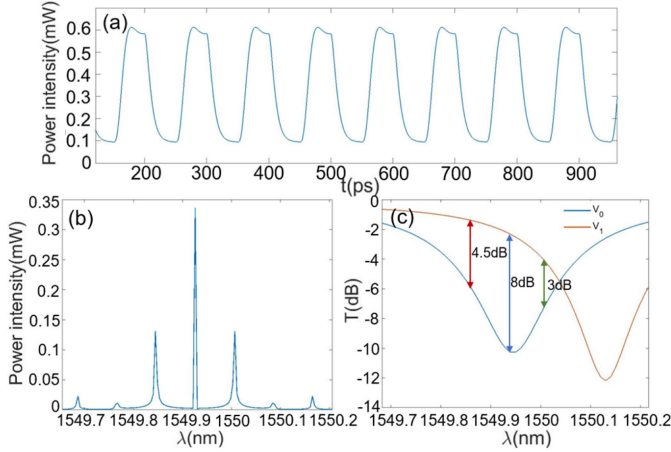 (a)
Power intensity(mW)
0.6
0.5
0.4
0.3
0.2
0.1
0
200 300 400 500 600 700 800 900
t(ps)
(b)
Power intensity(mW)
0.35
0.3
0.25
0.2
0.15
0.1
0.05
0
1549.7 1549.8 1549.9 1550 1550.1 1550.2
λ(nm)
(c)
T(dB)
0
-2
-4
-6
-8
-10
-12
-14
V0
V1
4.5dB
8dB
3dB
1549.7 1549.8 1549.9 1550 1550.1 1550.2
λ(nm)